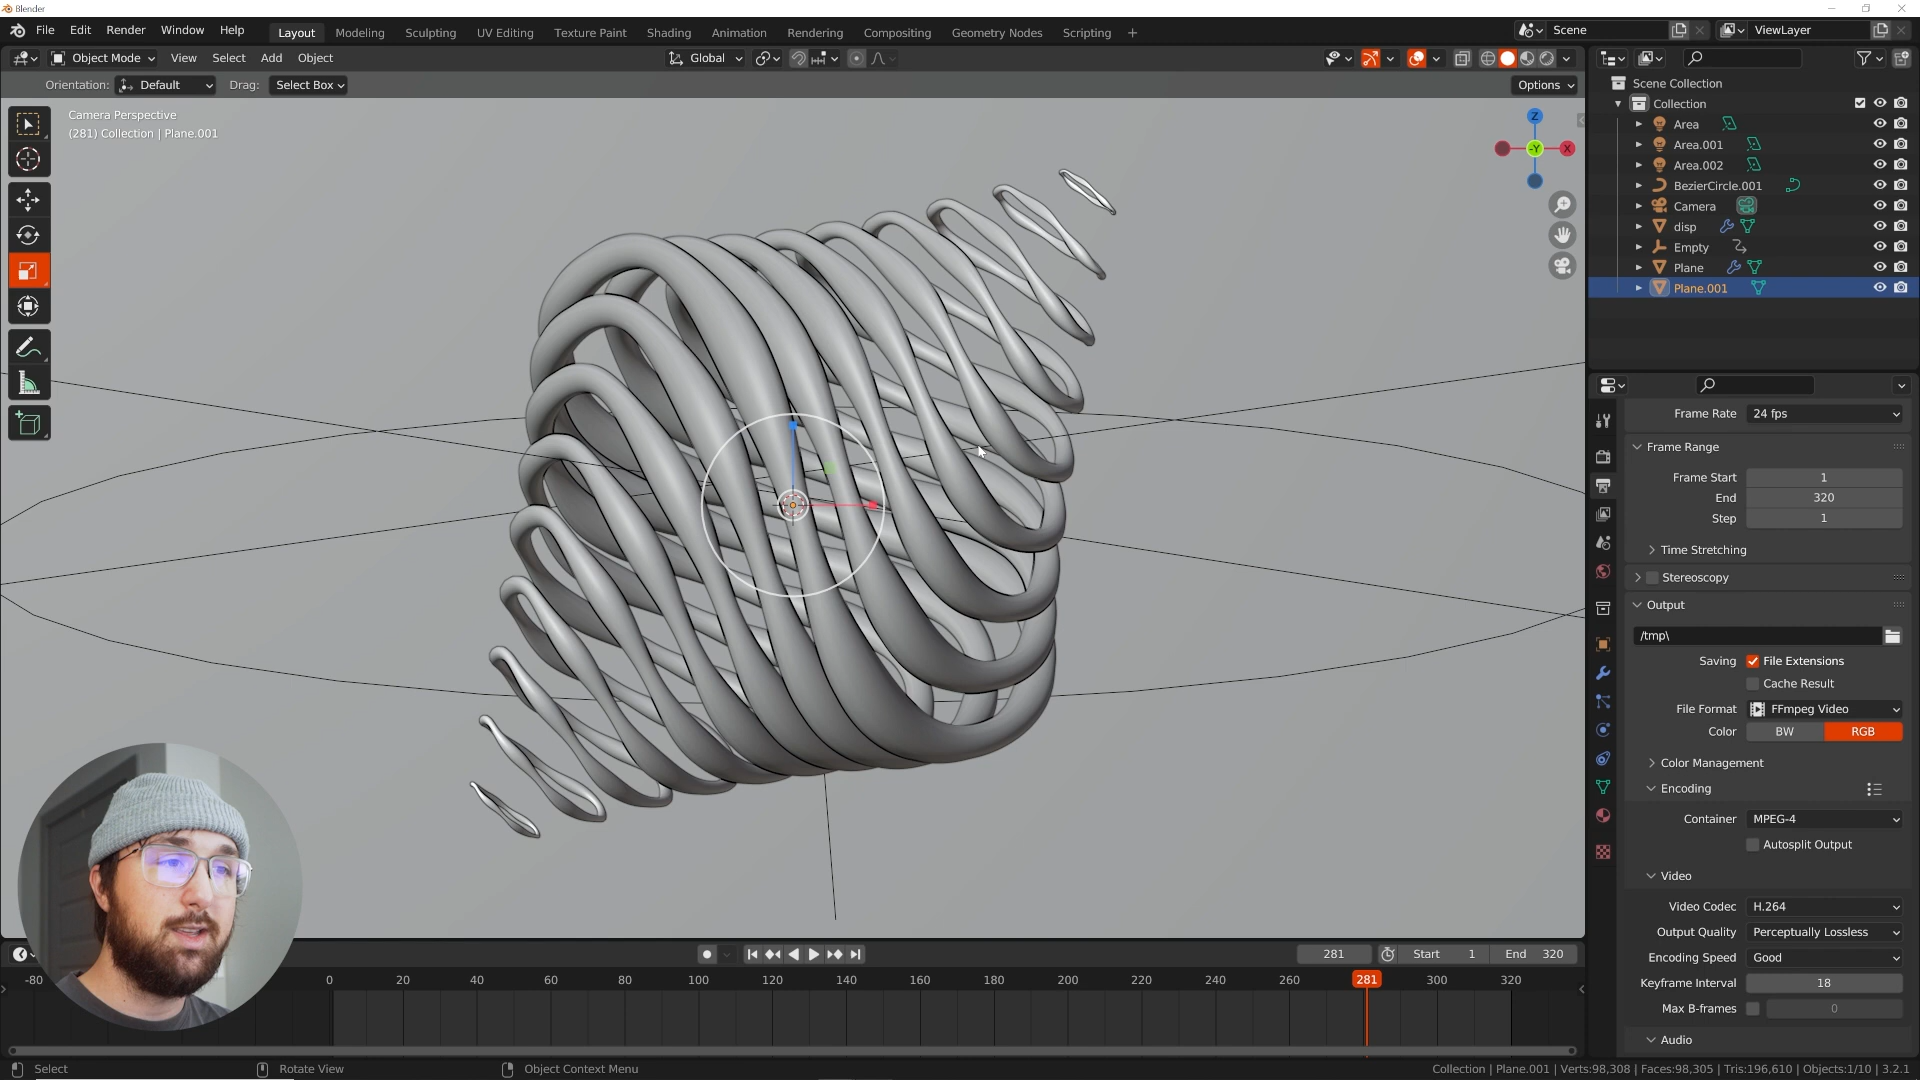 Blender
File Edit Render Window Help Layout Modeling Sculpting UV Editing Texture Paint Shading Animation Rendering Compositing Geometry Nodes Scripting + Scene ViewLayer
Object Mode View Select Add Object Global
Orientation: Default Drag: Select Box Options
Camera Perspective
(281) Collection | Plane.001
Z
-Y X
Scene Collection
Collection
Area
Area.001
Area.002
BezierCircle.001
Camera
disp
Empty
Plane
Plane.001
Frame Rate 24 fps
Frame Range
Frame Start 1
End 320
Step 1
Time Stretching
Stereoscopy
Output
/tmp\
Saving File Extensions
Cache Result
File Format FFmpeg Video
Color BW RGB
Color Management
Encoding
Container MPEG-4
Autosplit Output
Video
Video Codec H.264
Output Quality Perceptually Lossless
Encoding Speed Good
Keyframe Interval 18
Max B-frames 0
Audio
281 Start 1 End 320
-80 0 20 40 60 80 100 120 140 160 180 200 220 240 260 281 300 320
Select Rotate View Object Context Menu Collection | Plane.001 | Verts:98,308 | Faces:98,305 | Tris:196,610 | Objects:1/10 | 3.2.1